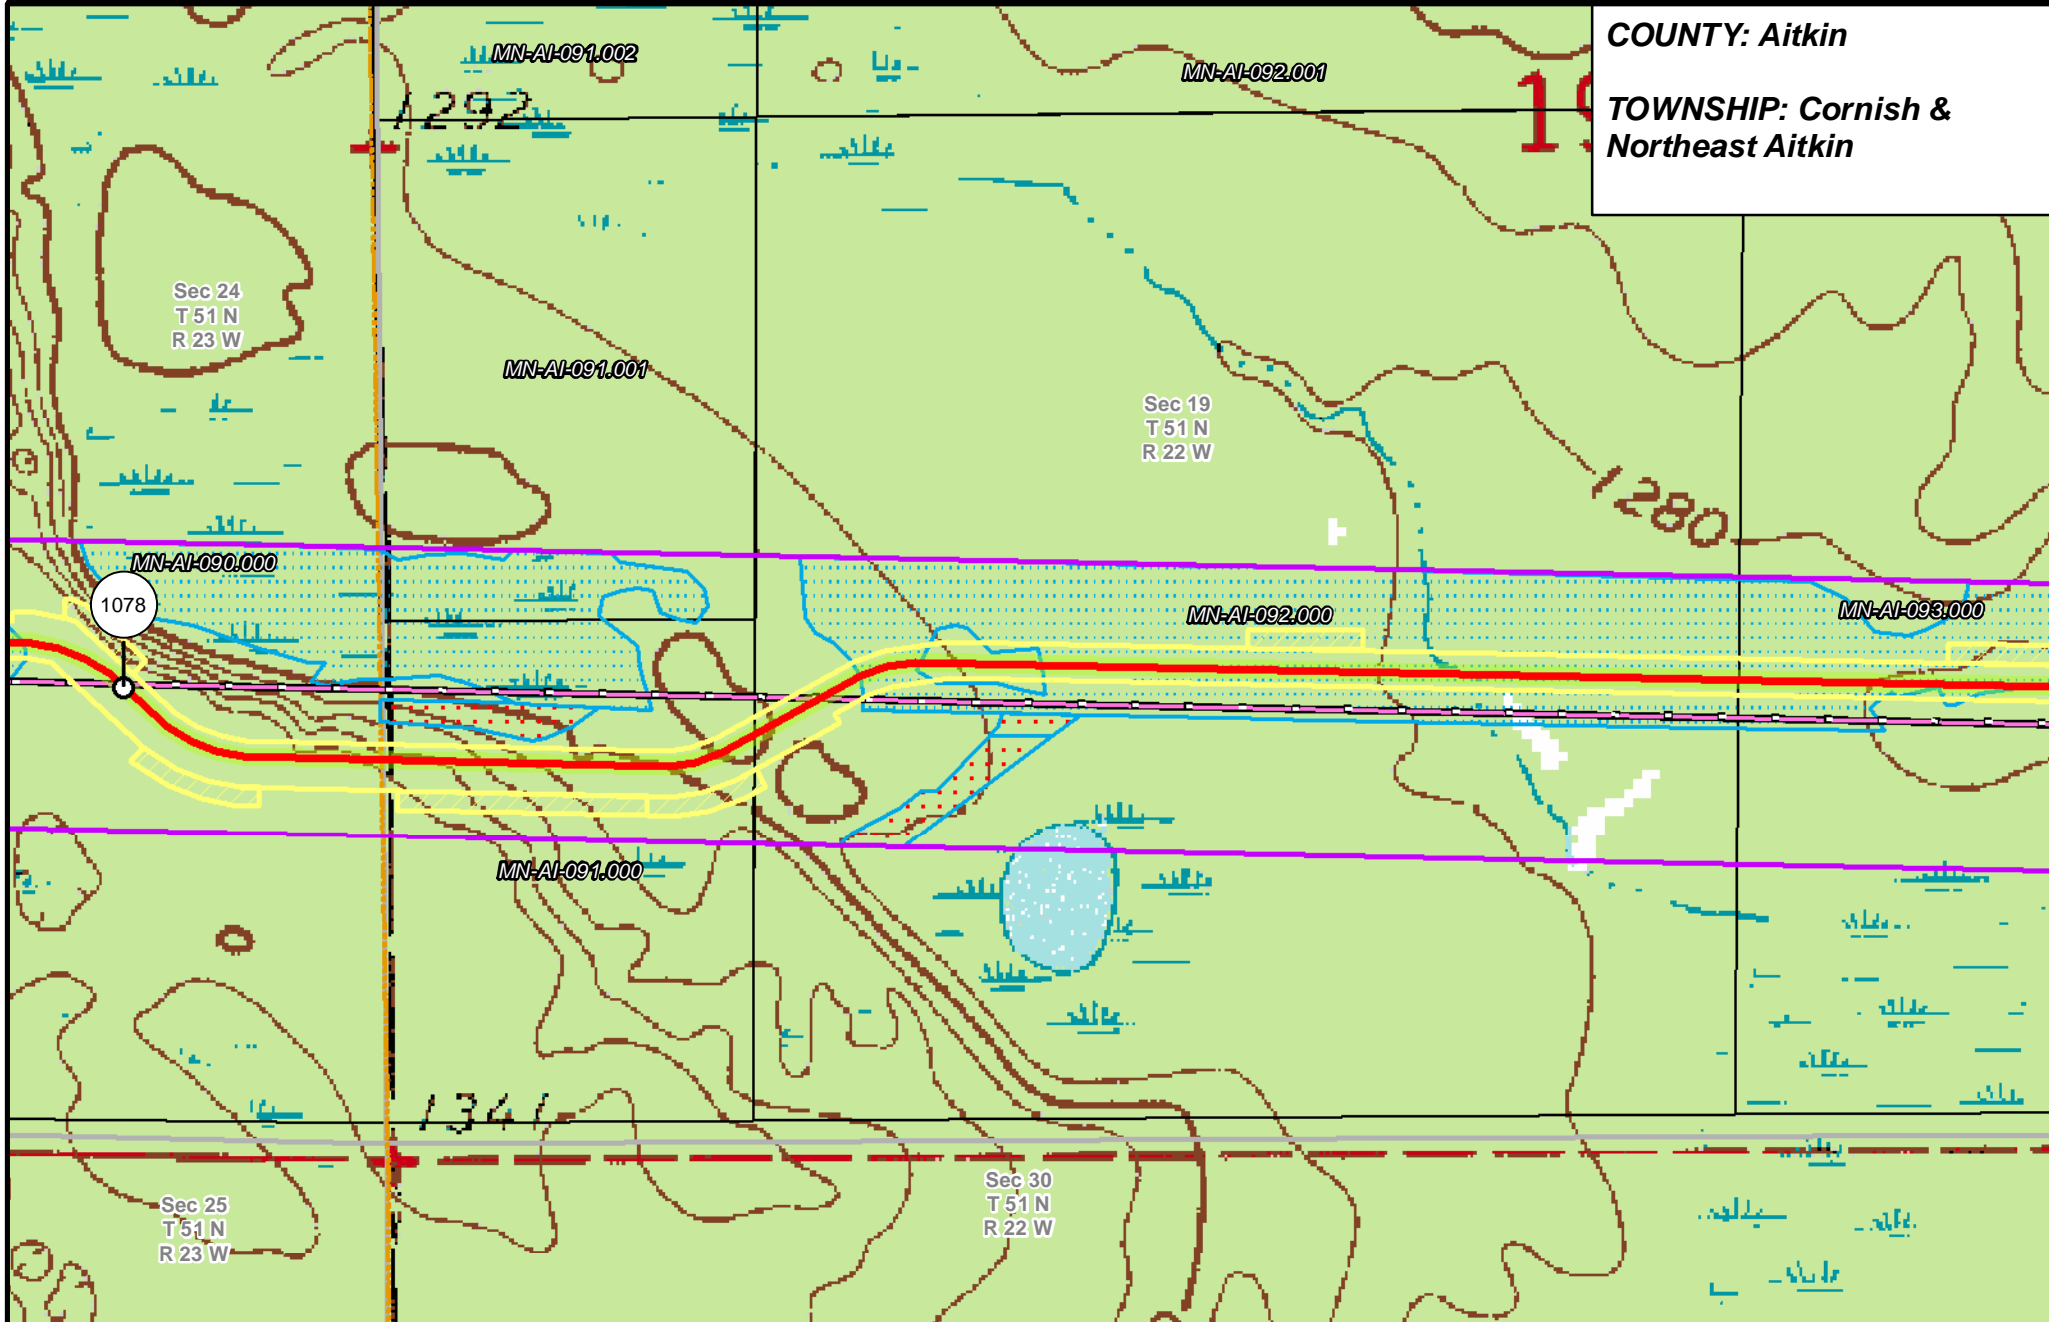 COUNTY: Aitkin
TOWNSHIP: Cornish &
Northeast Aitkin
MN-AI-091.002
MN-AI-092.001
1292
Sec 24
T 51 N
R 23 W
MN-AI-091.001
Sec 19
T 51 N
R 22 W
1280
MN-AI-090.000
1078
MN-AI-092.000
MN-AI-093.000
MN-AI-091.000
1341
Sec 25
T 51 N
R 23 W
Sec 30
T 51 N
R 22 W